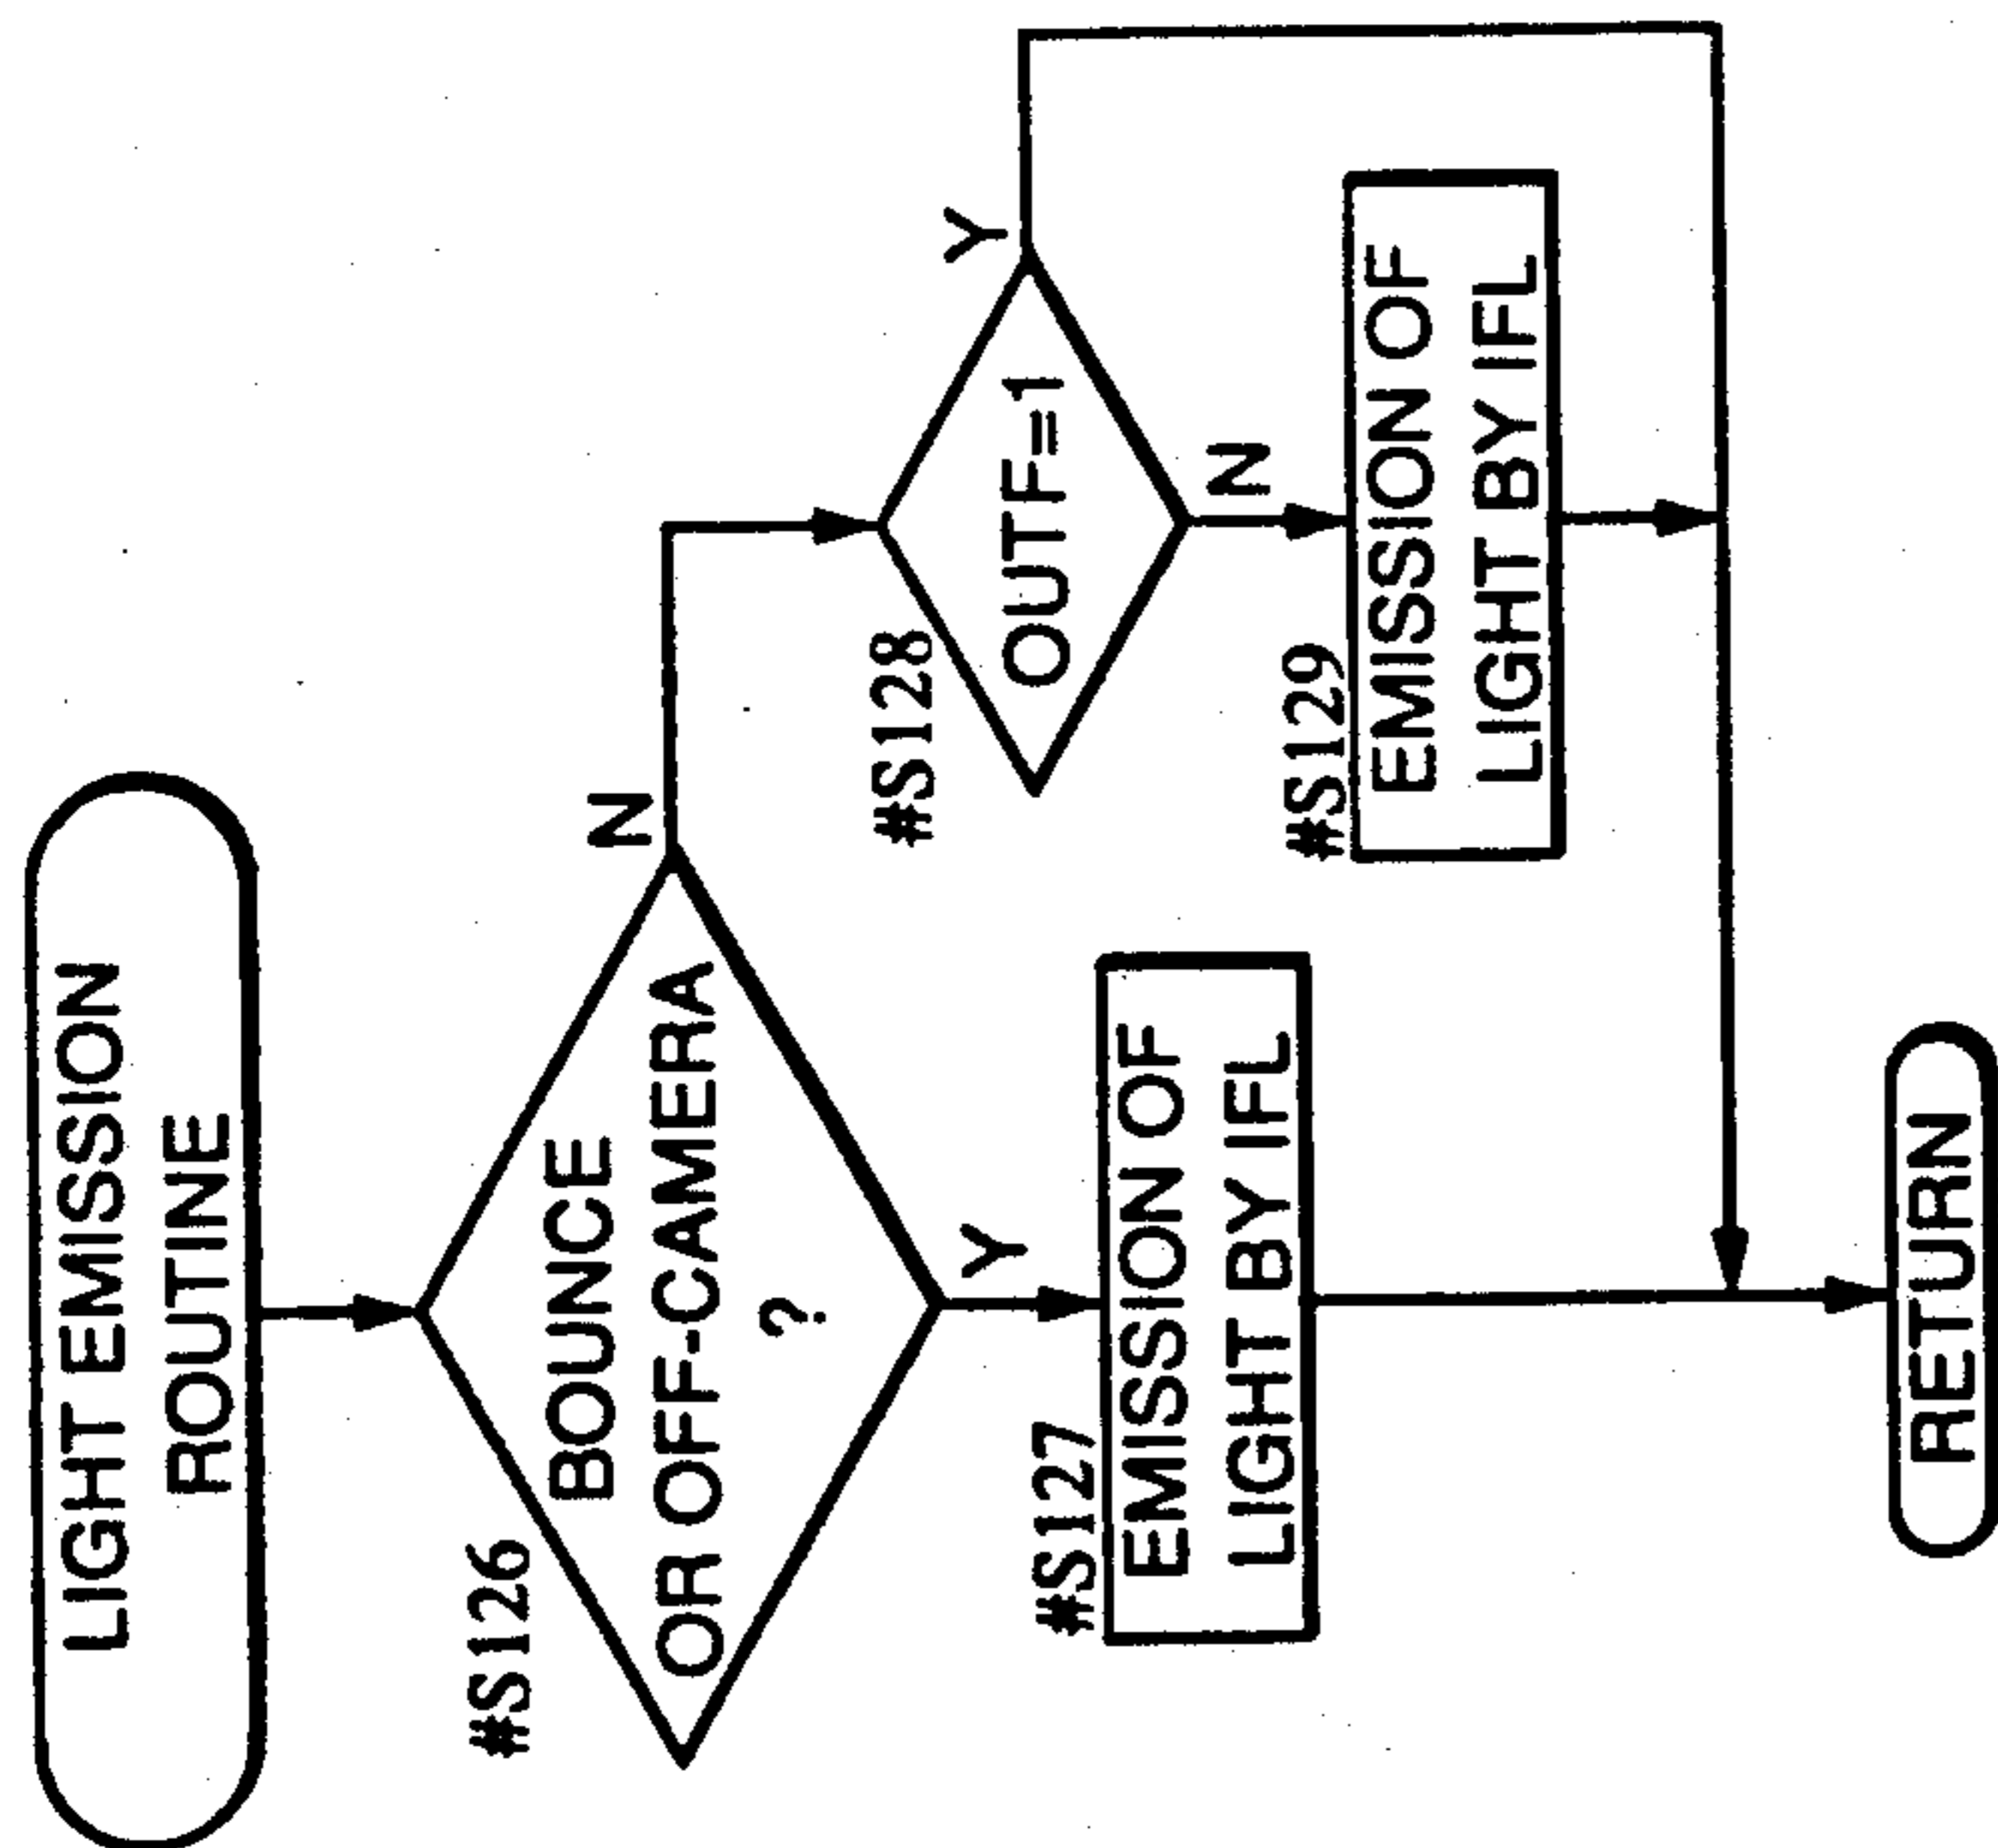 LIGHT EMISSION
ROUTINE
#S126
BOUNCE
OR OFF-CAMERA
?
N
Y
#S127
EMISSION OF
LIGHT BY IFL
#S128
OUTF=1
Y
N
#S129
EMISSION OF
LIGHT BY IFL
RETURN